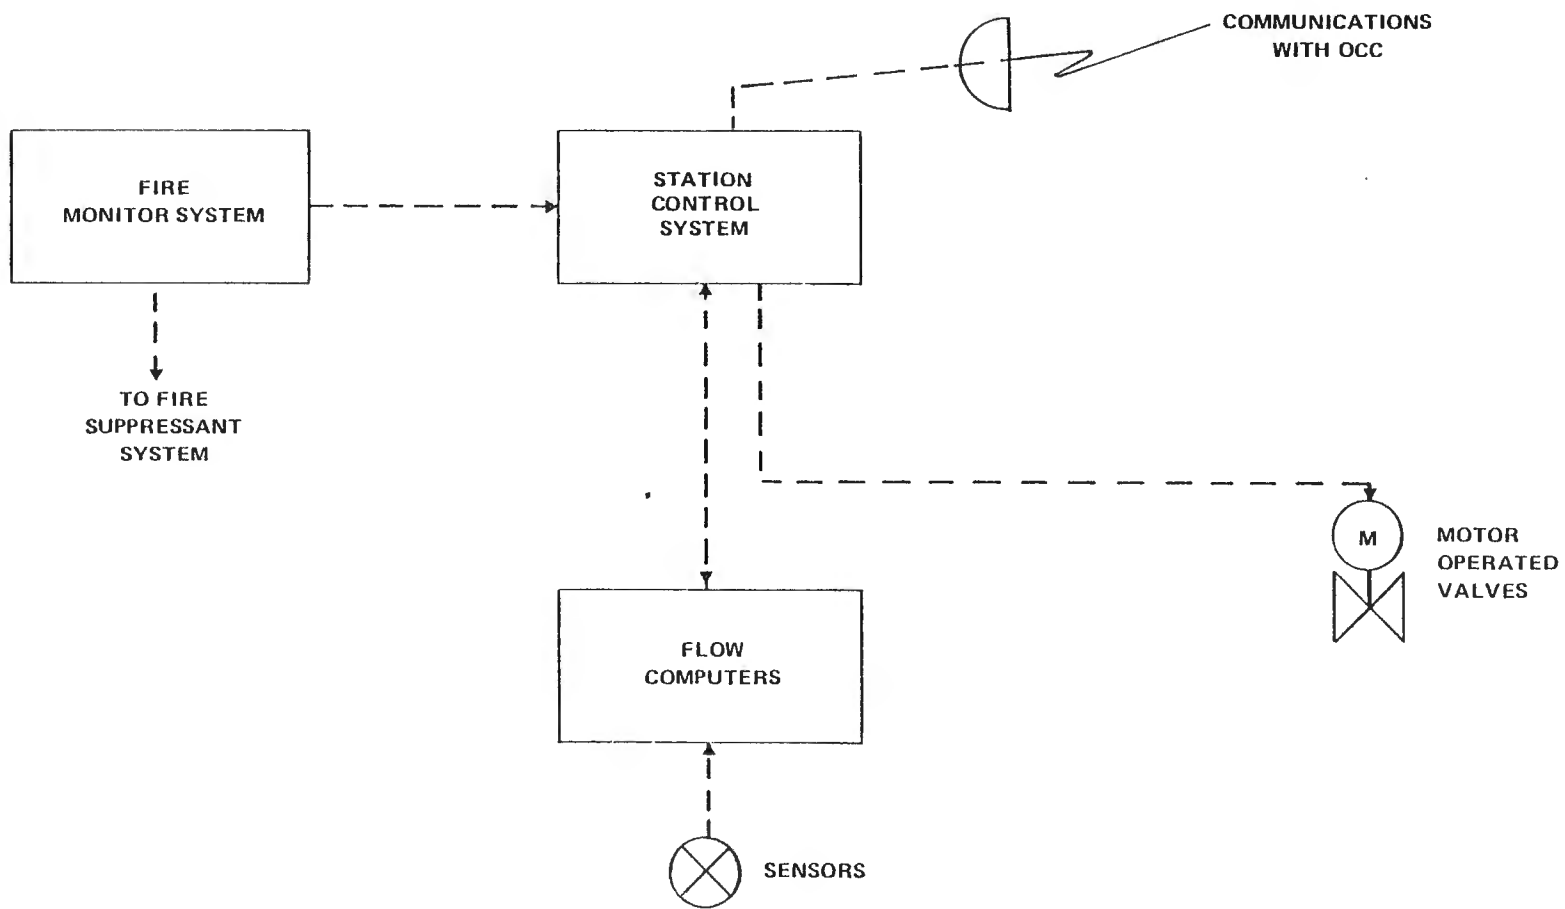 COMMUNICATIONS
WITH OCC
FIRE
MONITOR SYSTEM
STATION
CONTROL
SYSTEM
TO FIRE
SUPPRESSANT
SYSTEM
M
MOTOR
OPERATED
VALVES
FLOW
COMPUTERS
SENSORS